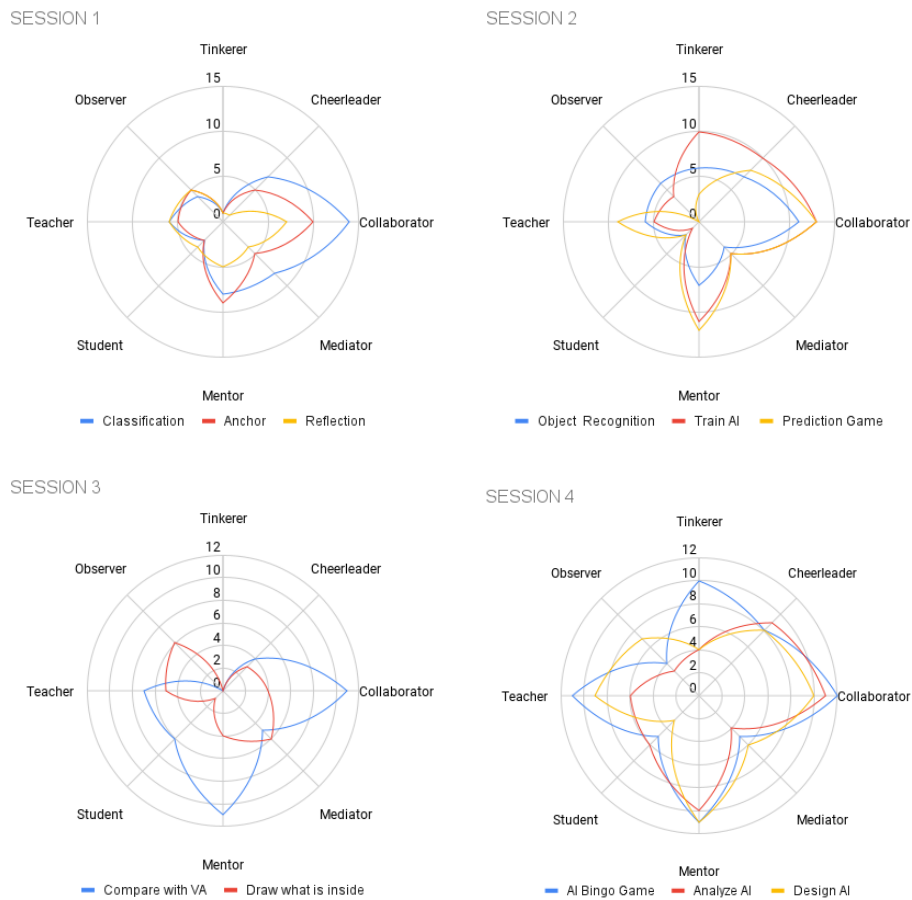 SESSION 1
Tinkerer
15
Observer
Cheerleader
10
5
0
Teacher
Collaborator
Student
Mediator
Mentor
Classification Anchor Reflection
SESSION 2
Tinkerer
15
Observer
Cheerleader
10
5
0
Teacher
Collaborator
Student
Mediator
Mentor
Object Recognition Train AI Prediction Game
SESSION 3
Tinkerer
12
Observer
Cheerleader
10
8
6
4
2
0
Teacher
Collaborator
Student
Mediator
Mentor
Compare with VA Draw what is inside
SESSION 4
Tinkerer
12
Observer
Cheerleader
10
8
6
4
2
0
Teacher
Collaborator
Student
Mediator
Mentor
AI Bingo Game Analyze AI Design AI